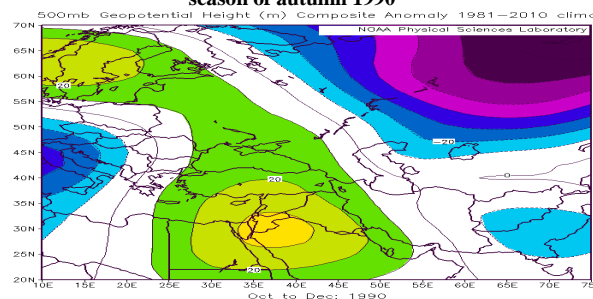 season of autumn 1990
500mb Geopotential Height (m) Composite Anomaly 1981−2010 climo
NOAA Physical Sciences Laboratory
70N
65N
60N
55N
50N
45N
40N
35N
30N
25N
20N
20
−20
20
0
20
10E 15E 20E 25E 30E 35E 40E 45E 50E 55E 60E 65E 70E 75E
Oct to Dec: 1990